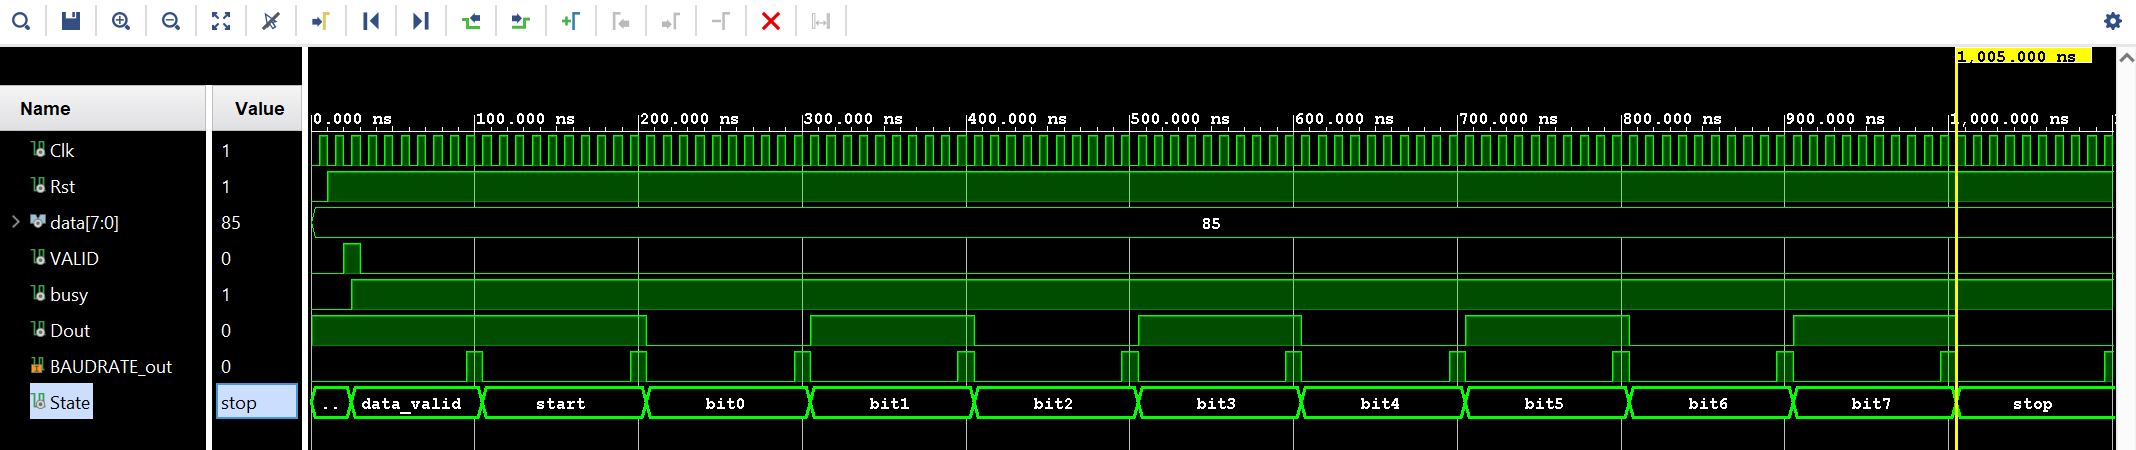 1,005.000 ns
Name Value
0.000 ns 100.000 ns 200.000 ns 300.000 ns 400.000 ns 500.000 ns 600.000 ns 700.000 ns 800.000 ns 900.000 ns 1,000.000 ns
Clk 1
Rst 1
data[7:0] 85 85
VALID 0
busy 1
Dout 0
BAUDRATE_out 0
State stop .. data_valid start bit0 bit1 bit2 bit3 bit4 bit5 bit6 bit7 stop